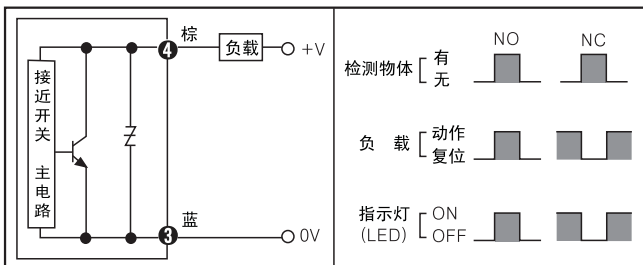 接近开关 主电路
4
棕
负载
+V
3
蓝
0V
NO NC
检测物体 有
无
负 载 动作
复位
指示灯 ON
(LED) OFF